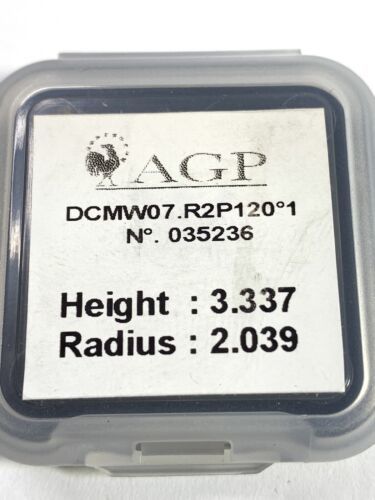 AGP
DCMW07.R2P120°1
N°. 035236
Height : 3.337
Radius : 2.039